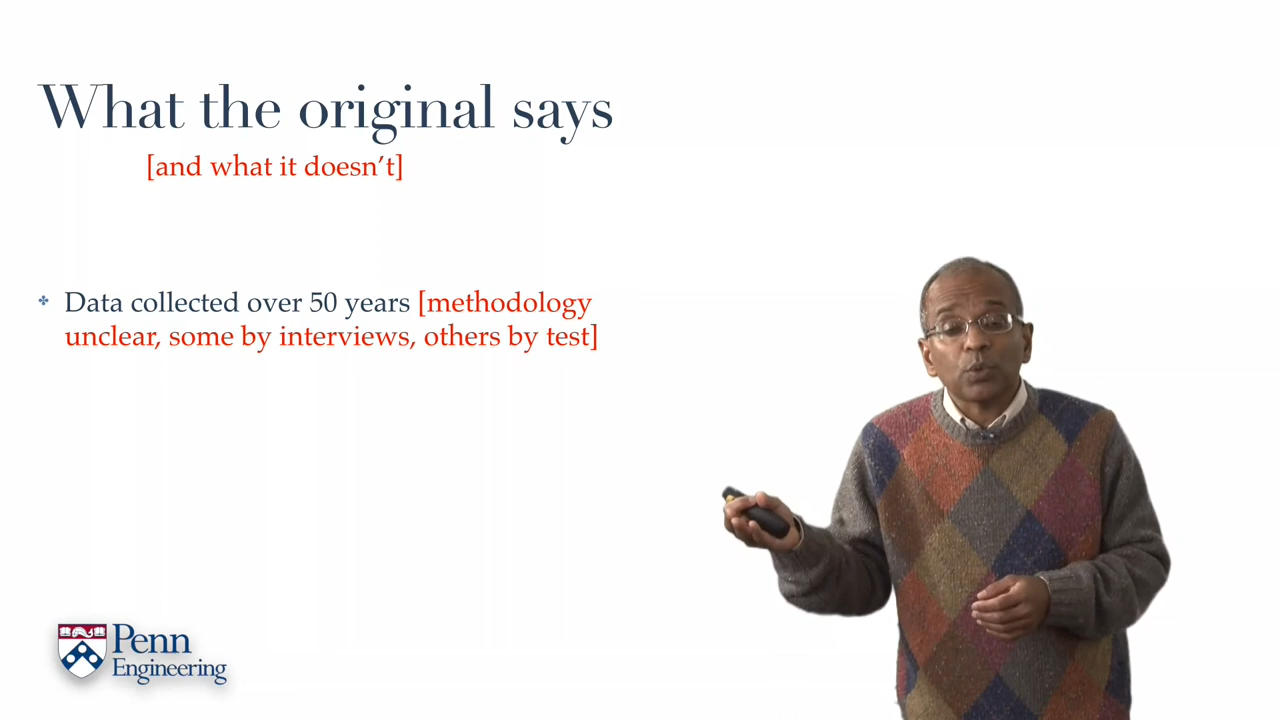 What the original says
[and what it doesn’t]
Data collected over 50 years [methodology
unclear, some by interviews, others by test]
Penn
Engineering